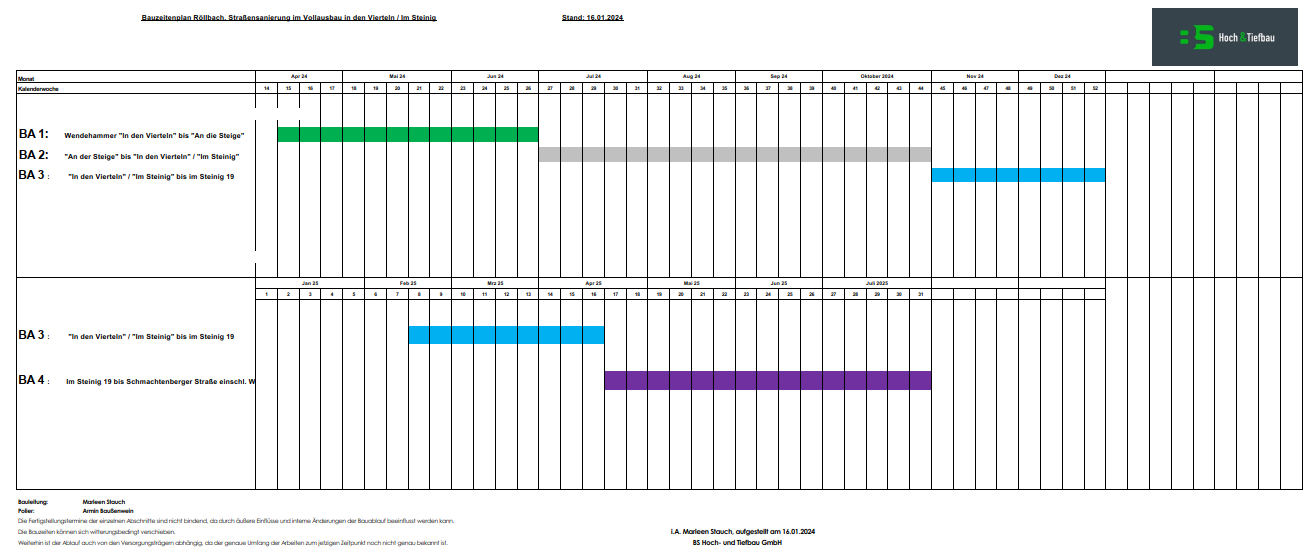 Bauzeitenplan Röllbach, Straßensanierung im Vollausbau in den Vierteln / Im Steinig Stand: 16.01.2024
BS Hoch & Tiefbau
Monat Apr 24 Mai 24 Jun 24 Jul 24 Aug 24 Sep 24 Oktober 2024 Nov 24 Dez 24
Kalenderwoche 14 15 16 17 18 19 20 21 22 23 24 25 26 27 28 29 30 31 32 33 34 35 36 37 38 39 40 41 42 43 44 45 46 47 48 49 50 51 52
BA 1: Wendehammer "In den Vierteln" bis "An die Steige"
BA 2: "An der Steige" bis "In den Vierteln" / "Im Steinig"
BA 3 : "In den Vierteln" / "Im Steinig" bis im Steinig 19
Jan 25 Feb 25 Mrz 25 Apr 25 Mai 25 Jun 25 Juli 2025
1 2 3 4 5 6 7 8 9 10 11 12 13 14 15 16 17 18 19 20 21 22 23 24 25 26 27 28 29 30 31
BA 3 : "In den Vierteln" / "Im Steinig" bis im Steinig 19
BA 4 : Im Steinig 19 bis Schmachtenberger Straße einschl. W
Bauleitung: Marleen Stauch
Polier: Armin Baußenwein
Die Fertigstellungstermine der einzelnen Abschnitte sind nicht bindend, da durch äußere Einflüsse und interne Änderungen der Bauablauf beeinflusst werden kann.
Die Bauzeiten können sich witterungsbedingt verschieben.
Weiterhin ist der Ablauf auch von den Versorgungsträgern abhängig, da der genaue Umfang der Arbeiten zum jetzigen Zeitpunkt noch nicht genau bekannt ist.
i.A. Marleen Stauch, aufgestellt am 16.01.2024
BS Hoch- und Tiefbau GmbH